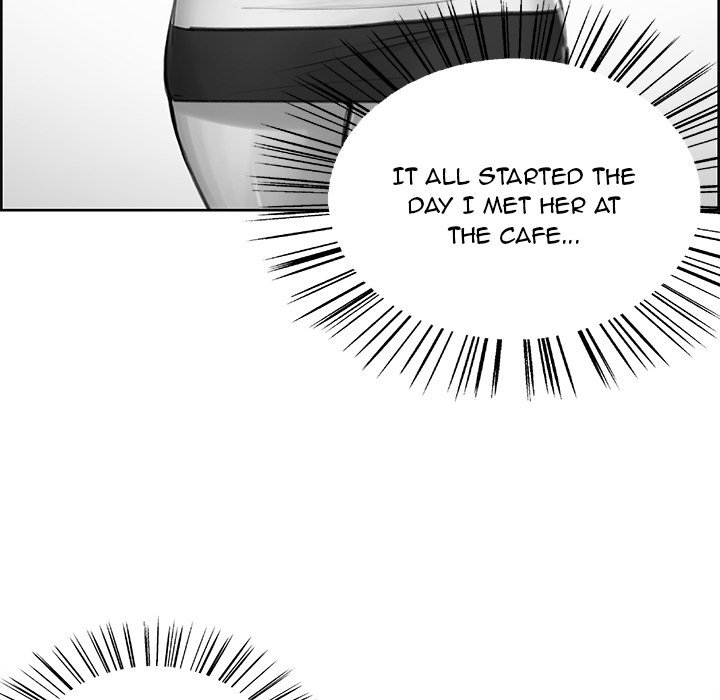 IT ALL STARTED THE
DAY I MET HER AT
THE CAFE...